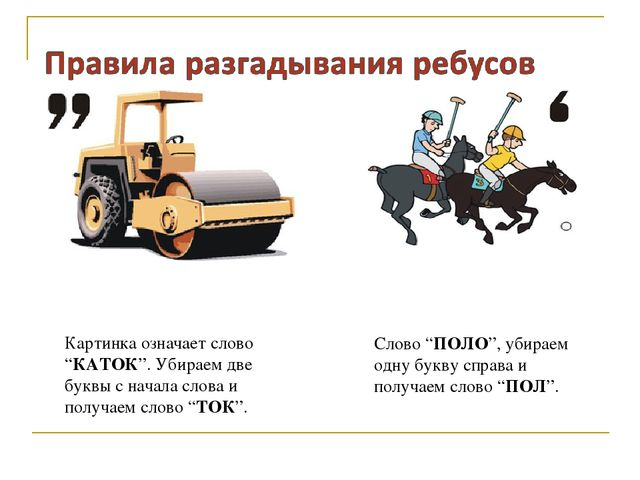 Правила разгадывания ребусов
”
‘
Картинка означает слово
“КАТОК”. Убираем две
буквы с начала слова и
получаем слово “ТОК”.
Слово “ПОЛО”, убираем
одну букву справа и
получаем слово “ПОЛ”.